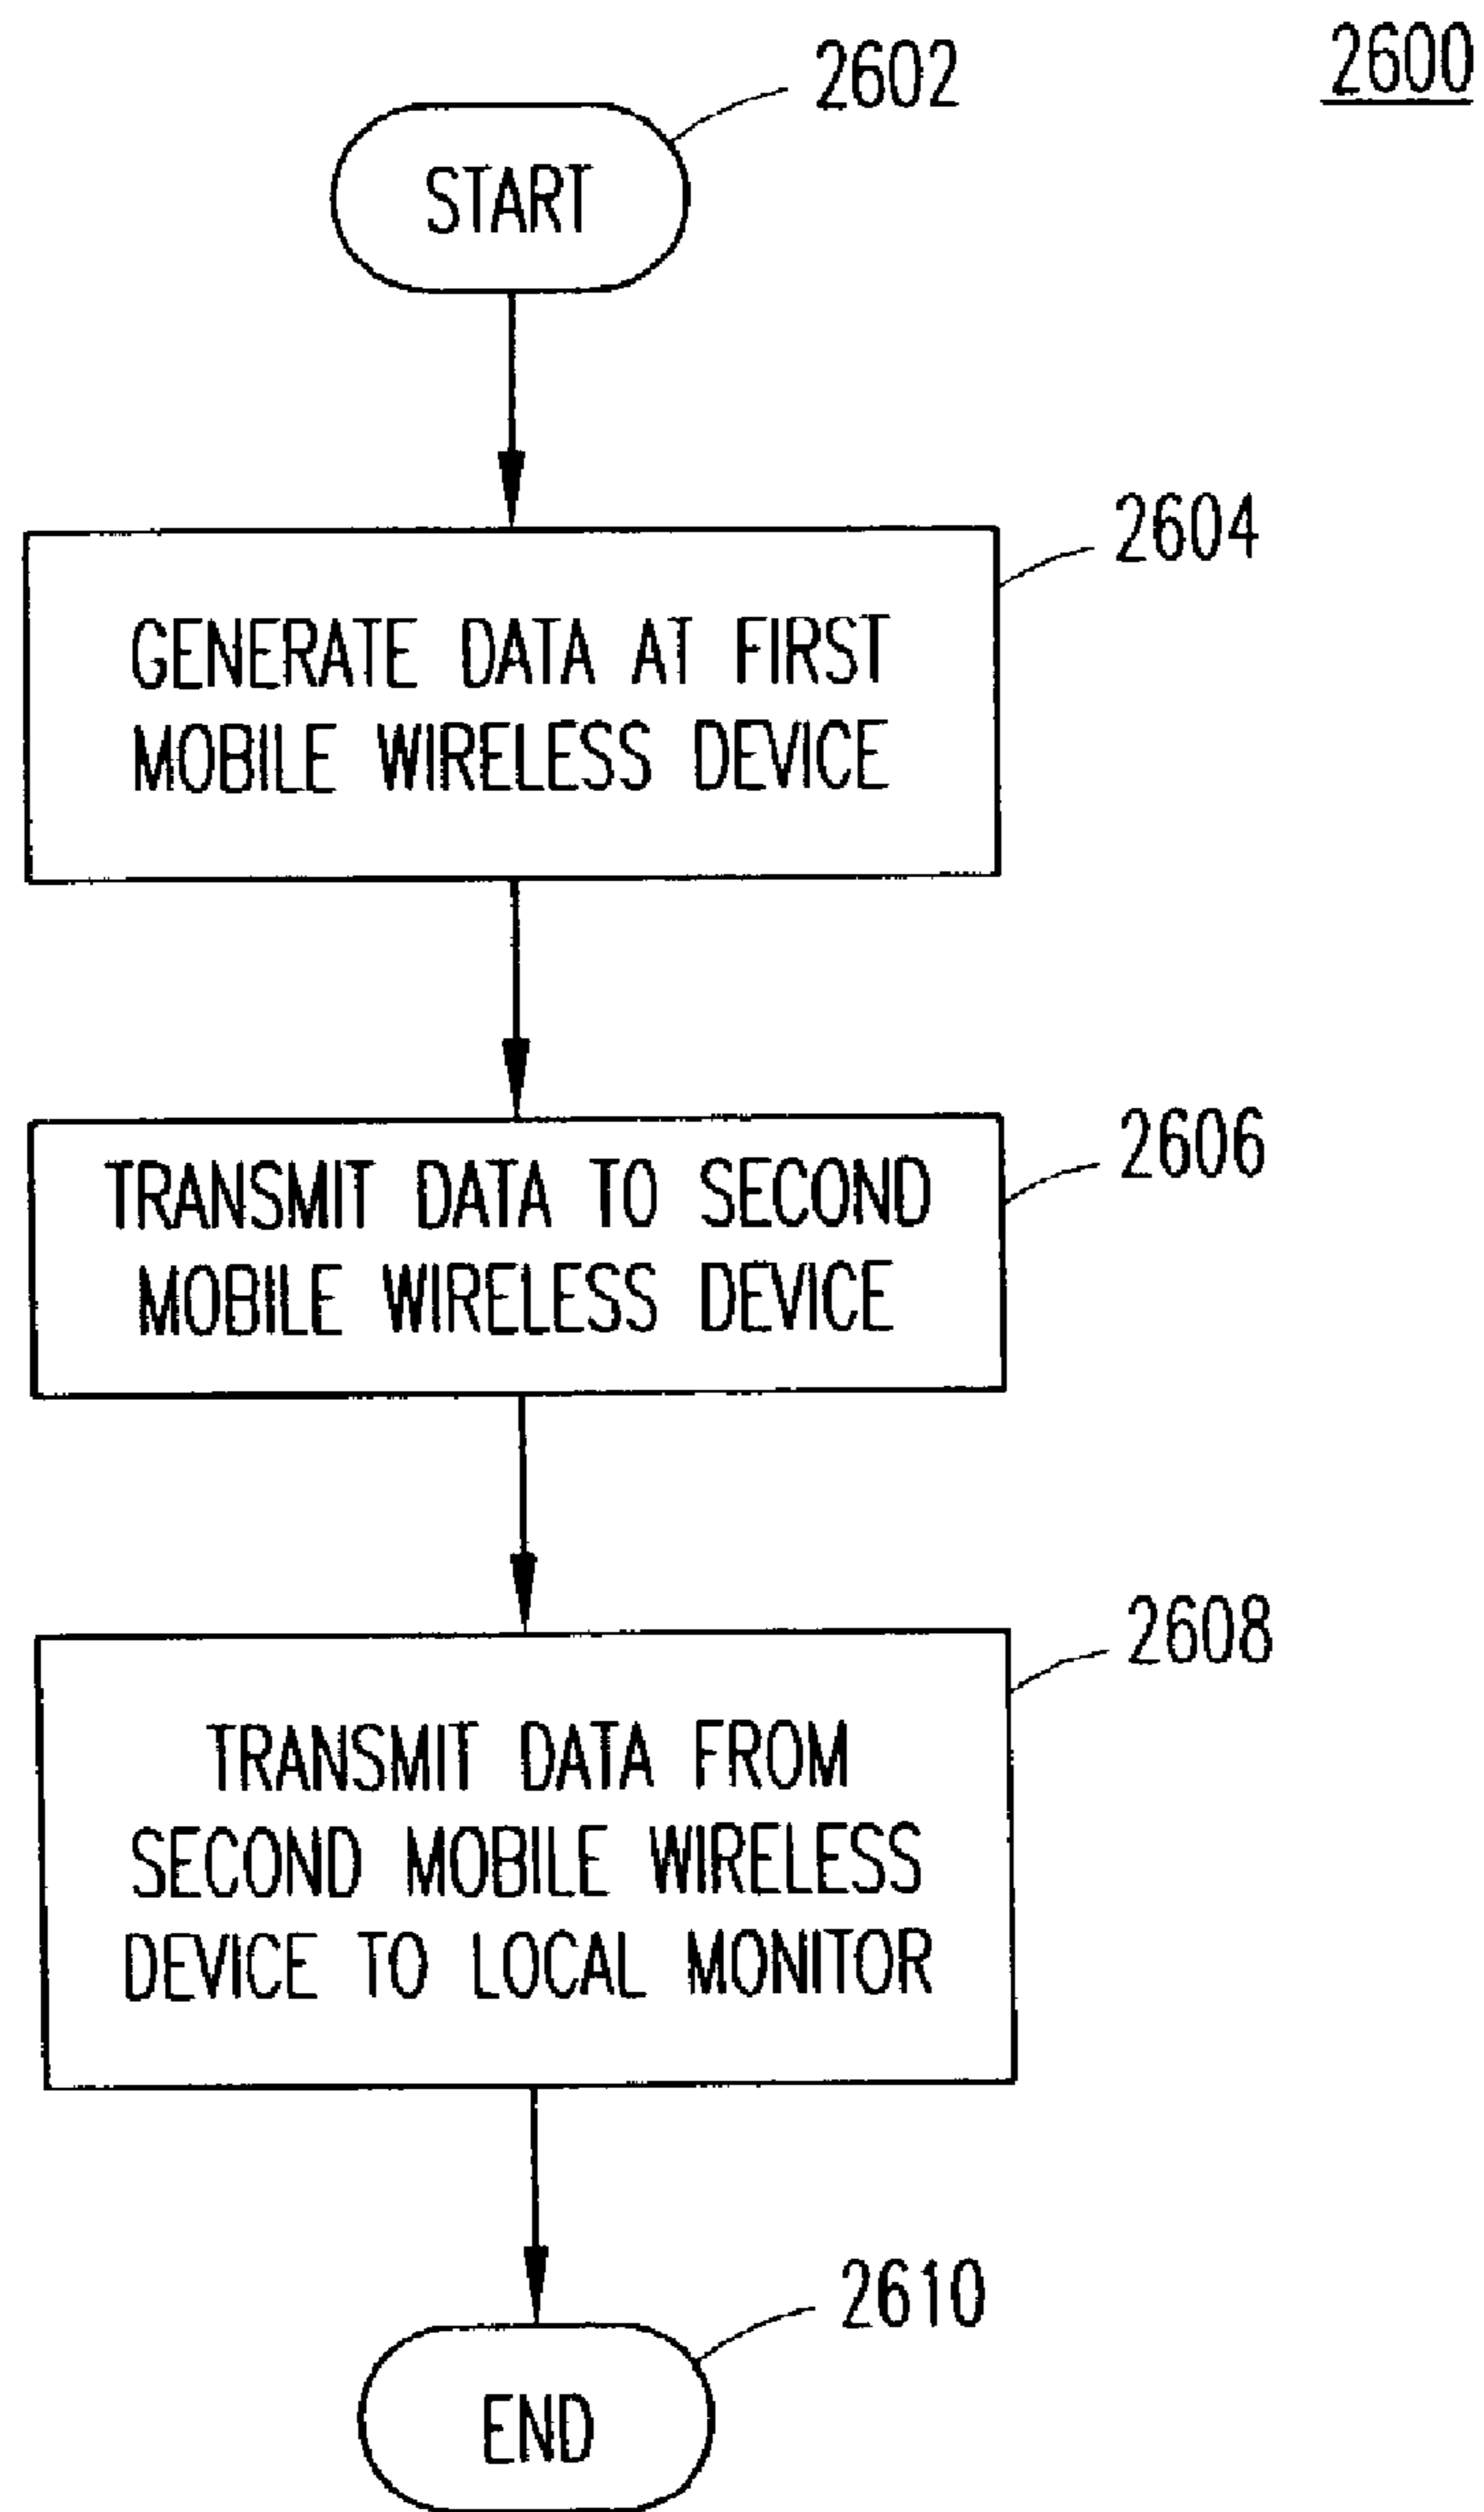 2600
2602
START
2604
GENERATE DATA AT FIRST
MOBILE WIRELESS DEVICE
2606
TRANSMIT DATA TO SECOND
MOBILE WIRELESS DEVICE
2608
TRANSMIT DATA FROM
SECOND MOBILE WIRELESS
DEVICE TO LOCAL MONITOR
2610
END